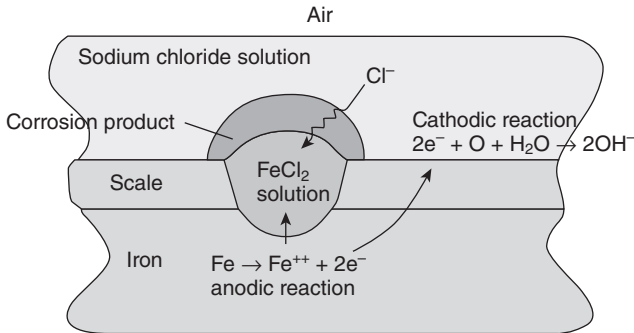 Air
Sodium chloride solution
Cl⁻
Corrosion product
Cathodic reaction
2e⁻ + O + H₂O → 2OH⁻
FeCl₂
solution
Scale
Iron
Fe → Fe⁺⁺ + 2e⁻
anodic reaction